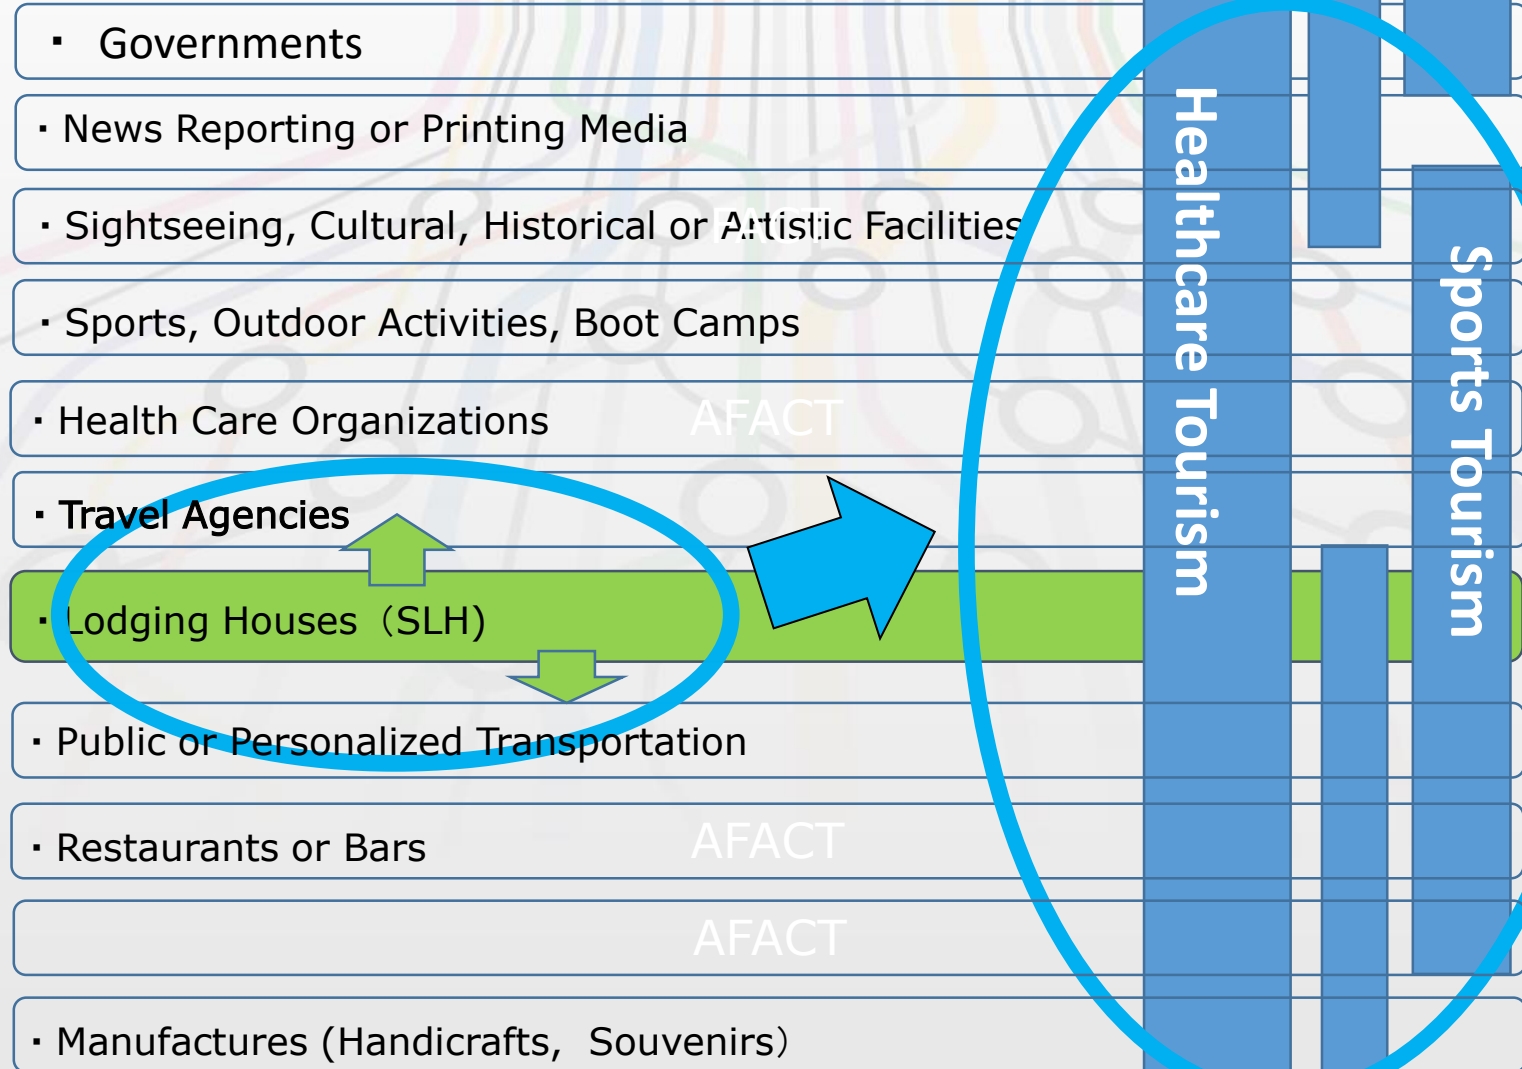 ▪ Governments
▪ News Reporting or Printing Media
▪ Sightseeing, Cultural, Historical or Artistic Facilities
▪ Sports, Outdoor Activities, Boot Camps
▪ Health Care Organizations
AFACT
▪ Travel Agencies
▪ Lodging Houses（SLH)
▪ Public or Personalized Transportation
▪ Restaurants or Bars
AFACT
AFACT
▪ Manufactures (Handicrafts, Souvenirs）
Healthcare Tourism
Sports Tourism